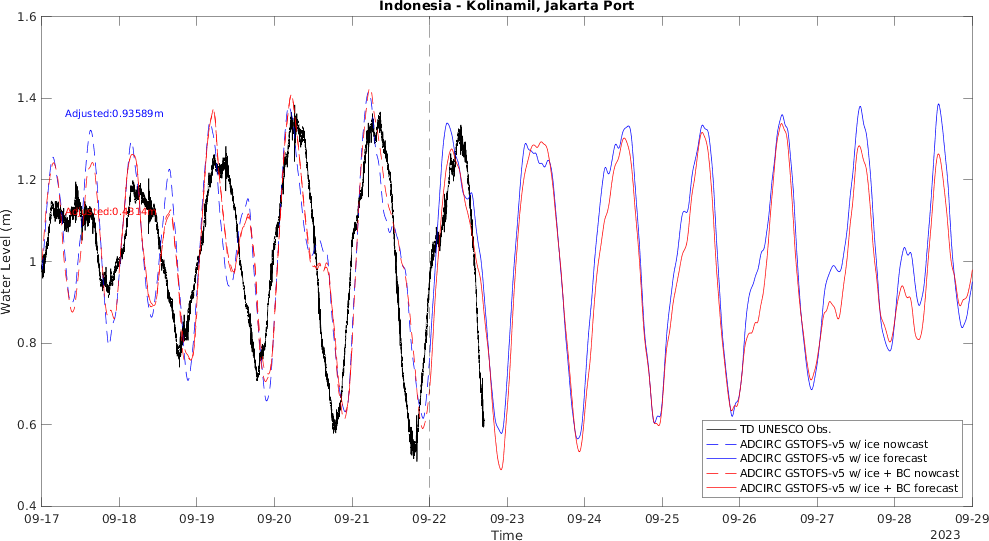 Indonesia - Kolinamil, Jakarta Port
Water Level (m)
1.6
1.4
1.2
1
0.8
0.6
0.4
Adjusted:0.93589m
09-17
09-18
09-19
09-20
09-21
09-22
09-23
09-24
09-25
09-26
09-27
09-28
09-29
Time
2023
TD UNESCO Obs.
ADCIRC GSTOFS-v5 w/ ice nowcast
ADCIRC GSTOFS-v5 w/ ice forecast
ADCIRC GSTOFS-v5 w/ ice + BC nowcast
ADCIRC GSTOFS-v5 w/ ice + BC forecast